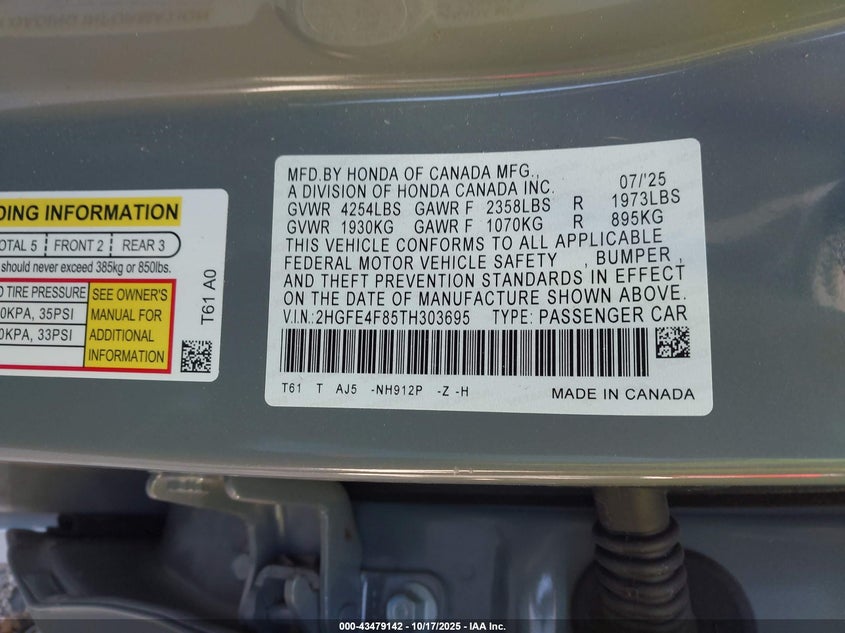 DING INFORMATION
OTAL 5 FRONT 2 REAR 3
should never exceed 385kg or 850lbs.
D TIRE PRESSURE
0KPA, 35PSI
0KPA, 33PSI
SEE OWNER'S
MANUAL FOR
ADDITIONAL
INFORMATION
T61 A0
MFD.BY HONDA OF CANADA MFG.,
A DIVISION OF HONDA CANADA INC. 07/'25
GVWR 4254LBS GAWR F 2358LBS R 1973LBS
GVWR 1930KG GAWR F 1070KG R 895KG
THIS VEHICLE CONFORMS TO ALL APPLICABLE
FEDERAL MOTOR VEHICLE SAFETY , BUMPER ,
AND THEFT PREVENTION STANDARDS IN EFFECT
ON THE DATE OF MANUFACTURE SHOWN ABOVE.
V.I.N.:2HGFE4F85TH303695 TYPE: PASSENGER CAR
T61 T AJ5 -NH912P -Z -H MADE IN CANADA
000-43479142 - 10/17/2025 - IAA Inc.